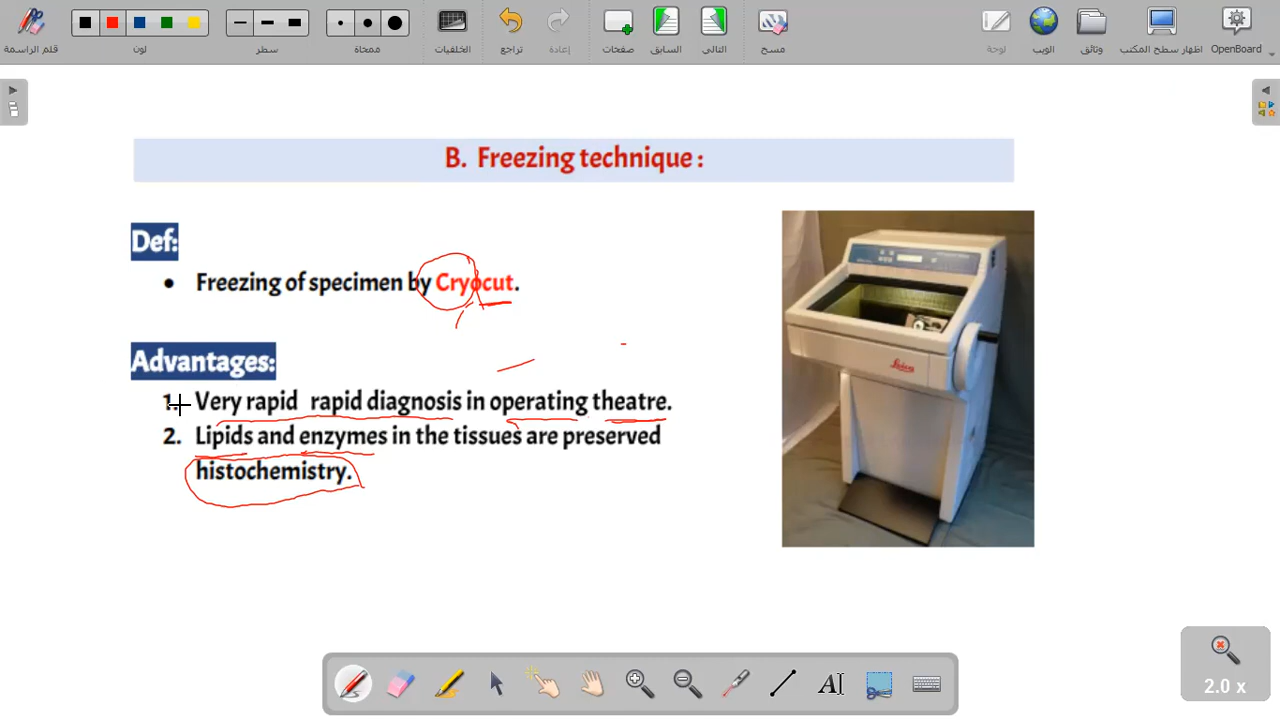 قلم الراسمة
لون
سطر
ممحاة
الخلفيات
تراجع
إعادة
صفحات
السابق
التالي
مسح
لوحة
الويب
وثائق
اظهار سطح المكتب
OpenBoard
B. Freezing technique :
Def:
• Freezing of specimen by Cryocut.
Advantages:
1. Very rapid rapid diagnosis in operating theatre.
2. Lipids and enzymes in the tissues are preserved
histochemistry.
Leica
2.0 x